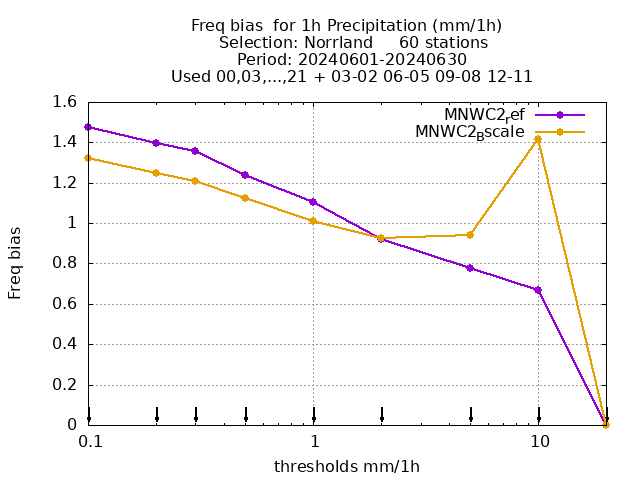 Freq bias  for 1h Precipitation (mm/1h)
Selection: Norrland     60 stations
Period: 20240601-20240630
Used 00,03,...,21 + 03-02 06-05 09-08 12-11
MNWC2ref
MNWC2Bscale
1.6
1.4
1.2
1
0.8
0.6
0.4
0.2
0
Freq bias
0.1 1 10
thresholds mm/1h